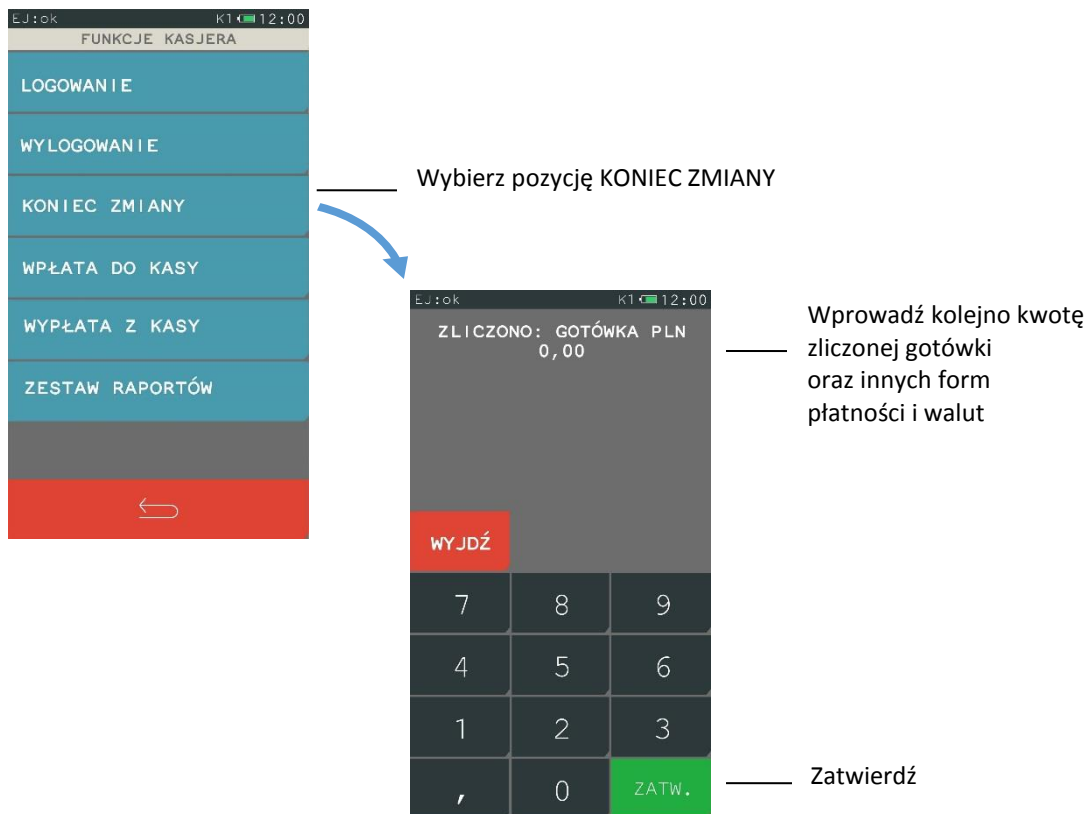 EJ:ok K1 12:00
FUNKCJE KASJERA
LOGOWANIE
WYLOGOWANIE
KONIEC ZMIANY
WPŁATA DO KASY
WYPŁATA Z KASY
ZESTAW RAPORTÓW
Wybierz pozycję KONIEC ZMIANY
EJ:ok K1 12:00
ZLICZONO: GOTÓWKA PLN
0,00
WYJDŹ
7 8 9
4 5 6
1 2 3
, 0 ZATW.
Wprowadź kolejno kwotę
zliczonej gotówki
oraz innych form
płatności i walut
Zatwierdź